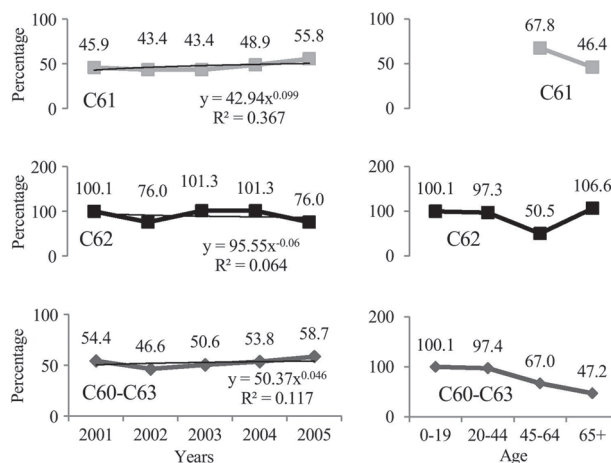 Percentage
100
50
0
45.9 43.4 43.4 48.9 55.8
C61
y = 42.94x^0.099
R² = 0.367
100
50
0
67.8
46.4
C61
Percentage
200
100
0
100.1 76.0 101.3 101.3 76.0
C62
y = 95.55x^-0.06
R² = 0.064
200
100
0
100.1 97.3 50.5 106.6
C62
Percentage
100
50
0
54.4 46.6 50.6 53.8 58.7
C60-C63
y = 50.37x^0.046
R² = 0.117
2001 2002 2003 2004 2005
Years
200
100
0
100.1 97.4 67.0 47.2
C60-C63
0-19 20-44 45-64 65+
Age